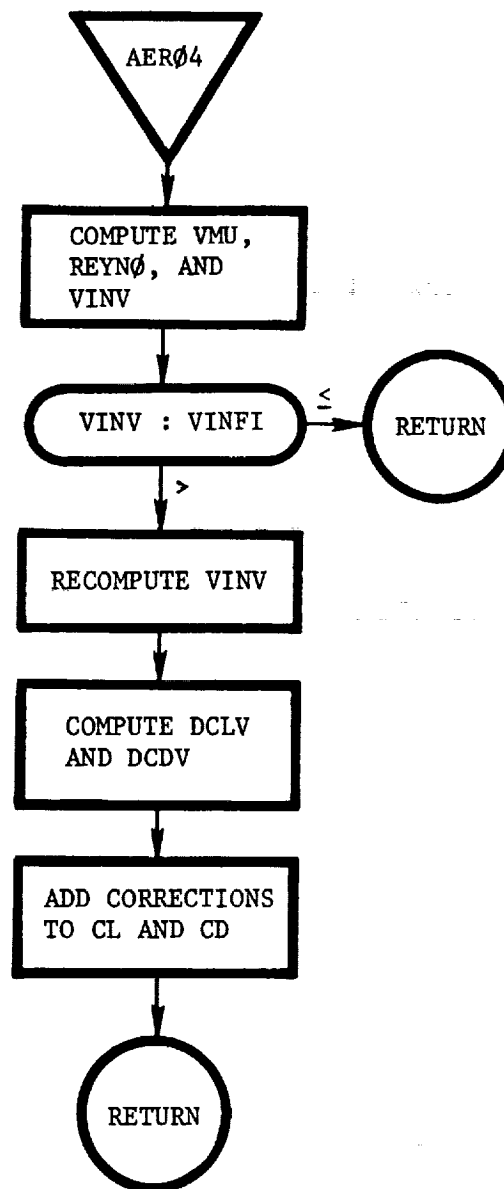 AERØ4
COMPUTE VMU,
REYNØ, AND
VINV
VINV : VINFI
≤
RETURN
>
RECOMPUTE VINV
COMPUTE DCLV
AND DCDV
ADD CORRECTIONS
TO CL AND CD
RETURN